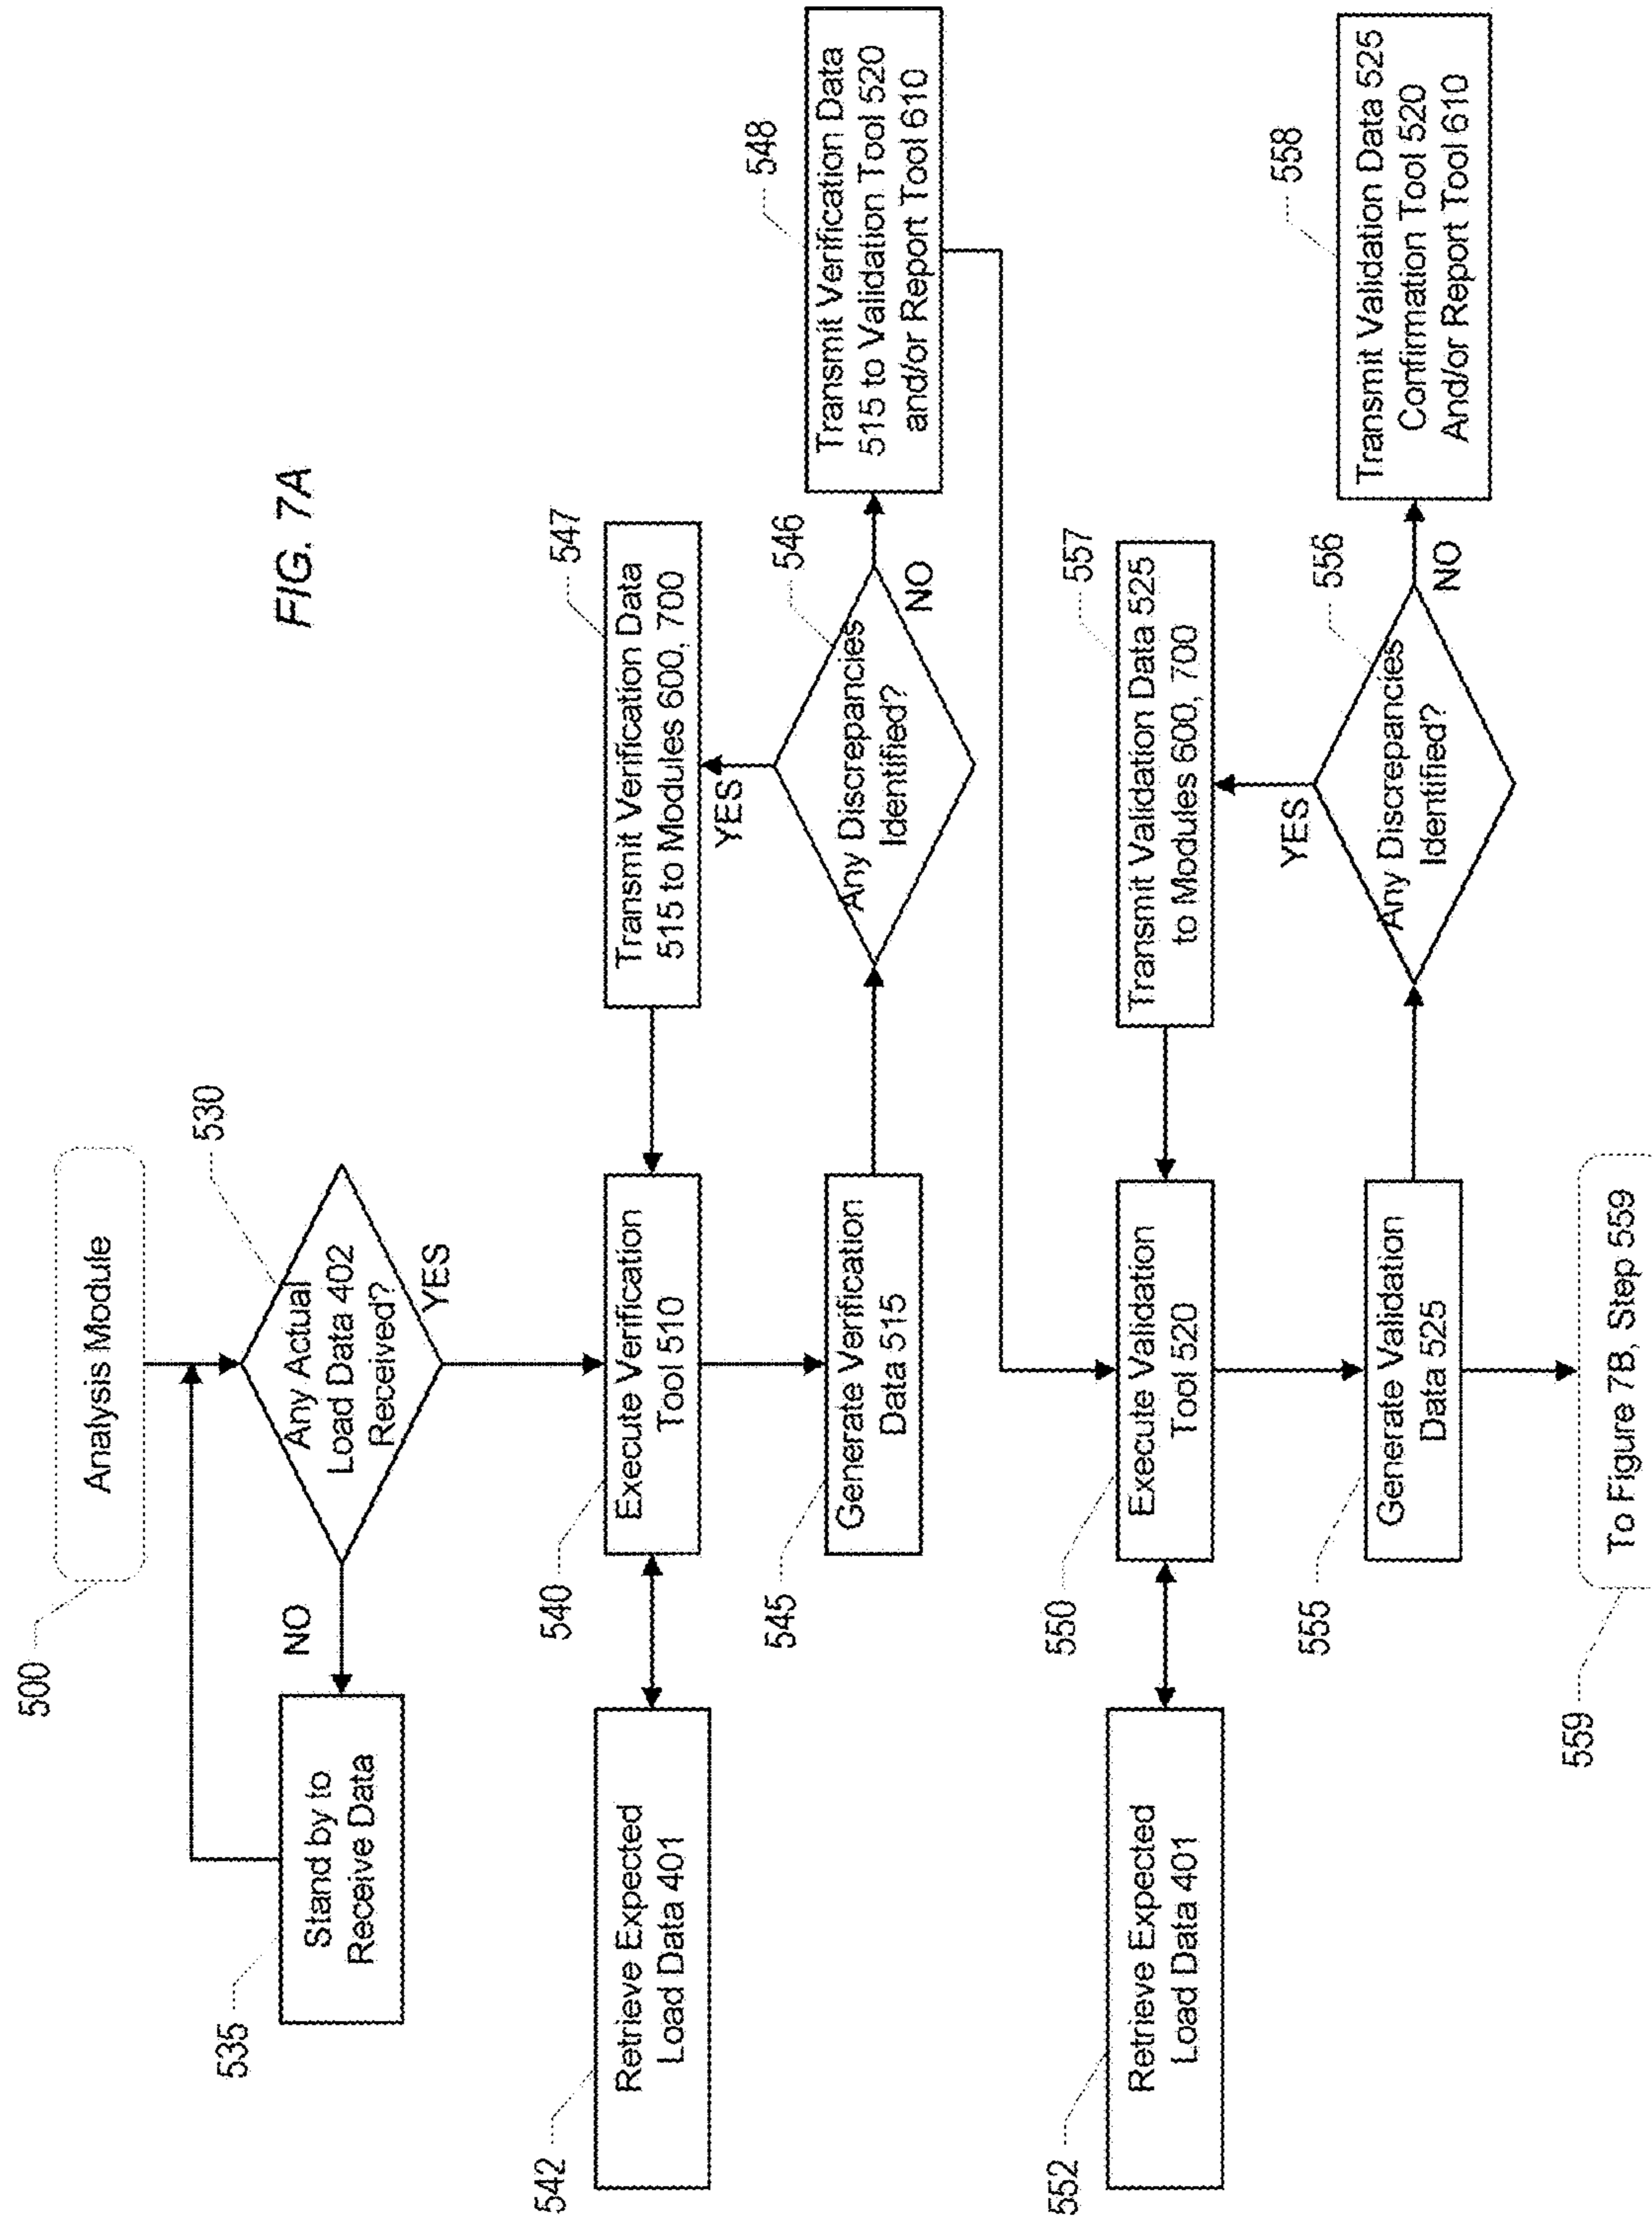 FIG. 7A
500
Analysis Module
530
Any Actual
Load Data 402
Received?
NO
YES
535
Stand by to
Receive Data
540
Execute Verification
Tool 510
542
Retrieve Expected
Load Data 401
547
Transmit Verification Data
515 to Modules 600, 700
545
Generate Verification
Data 515
YES
546
Any Discrepancies
Identified?
NO
548
Transmit Verification Data
515 to Validation Tool 520
and/or Report Tool 610
550
Execute Validation
Tool 520
552
Retrieve Expected
Load Data 401
557
Transmit Validation Data 525
to Modules 600, 700
555
Generate Validation
Data 525
YES
556
Any Discrepancies
Identified?
NO
558
Transmit Validation Data 525
Confirmation Tool 520
And/or Report Tool 610
559
To Figure 7B, Step 559